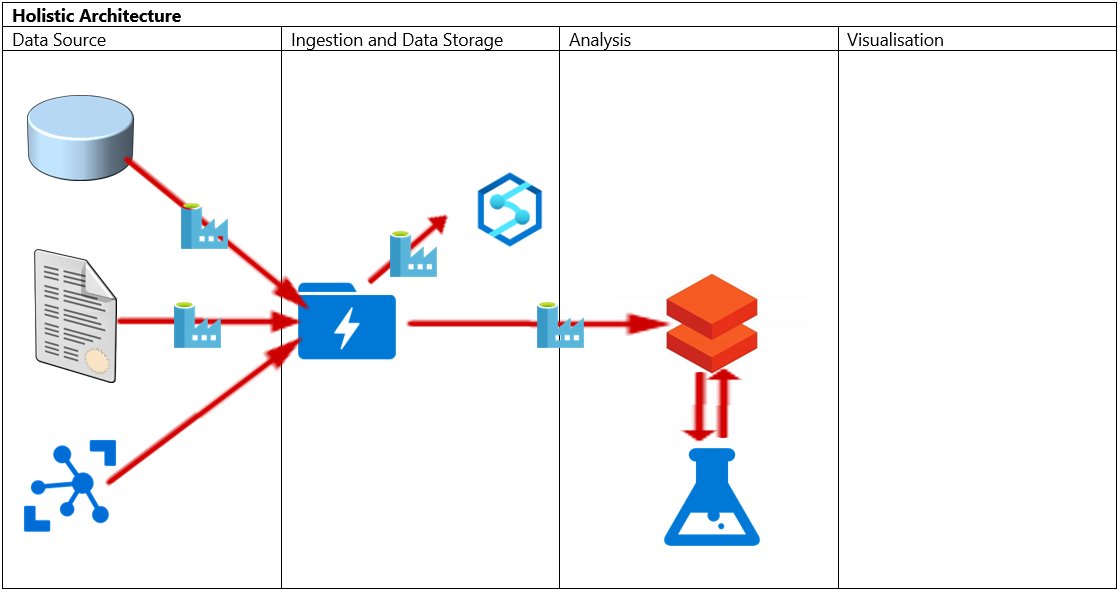 Holistic Architecture
Data Source
Ingestion and Data Storage
Analysis
Visualisation